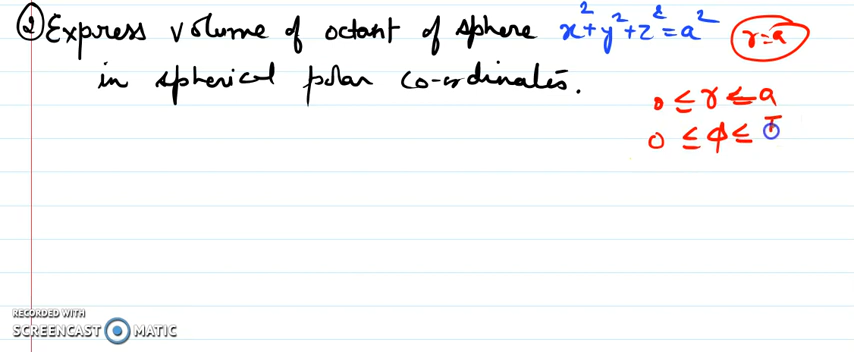 ② Express volume of octant of sphere x² + y² + z² = a² r=a
in spherical polar co-ordinates.
0 ≤ r ≤ a
0 ≤ φ ≤
RECORDED WITH
SCREENCAST MATIC